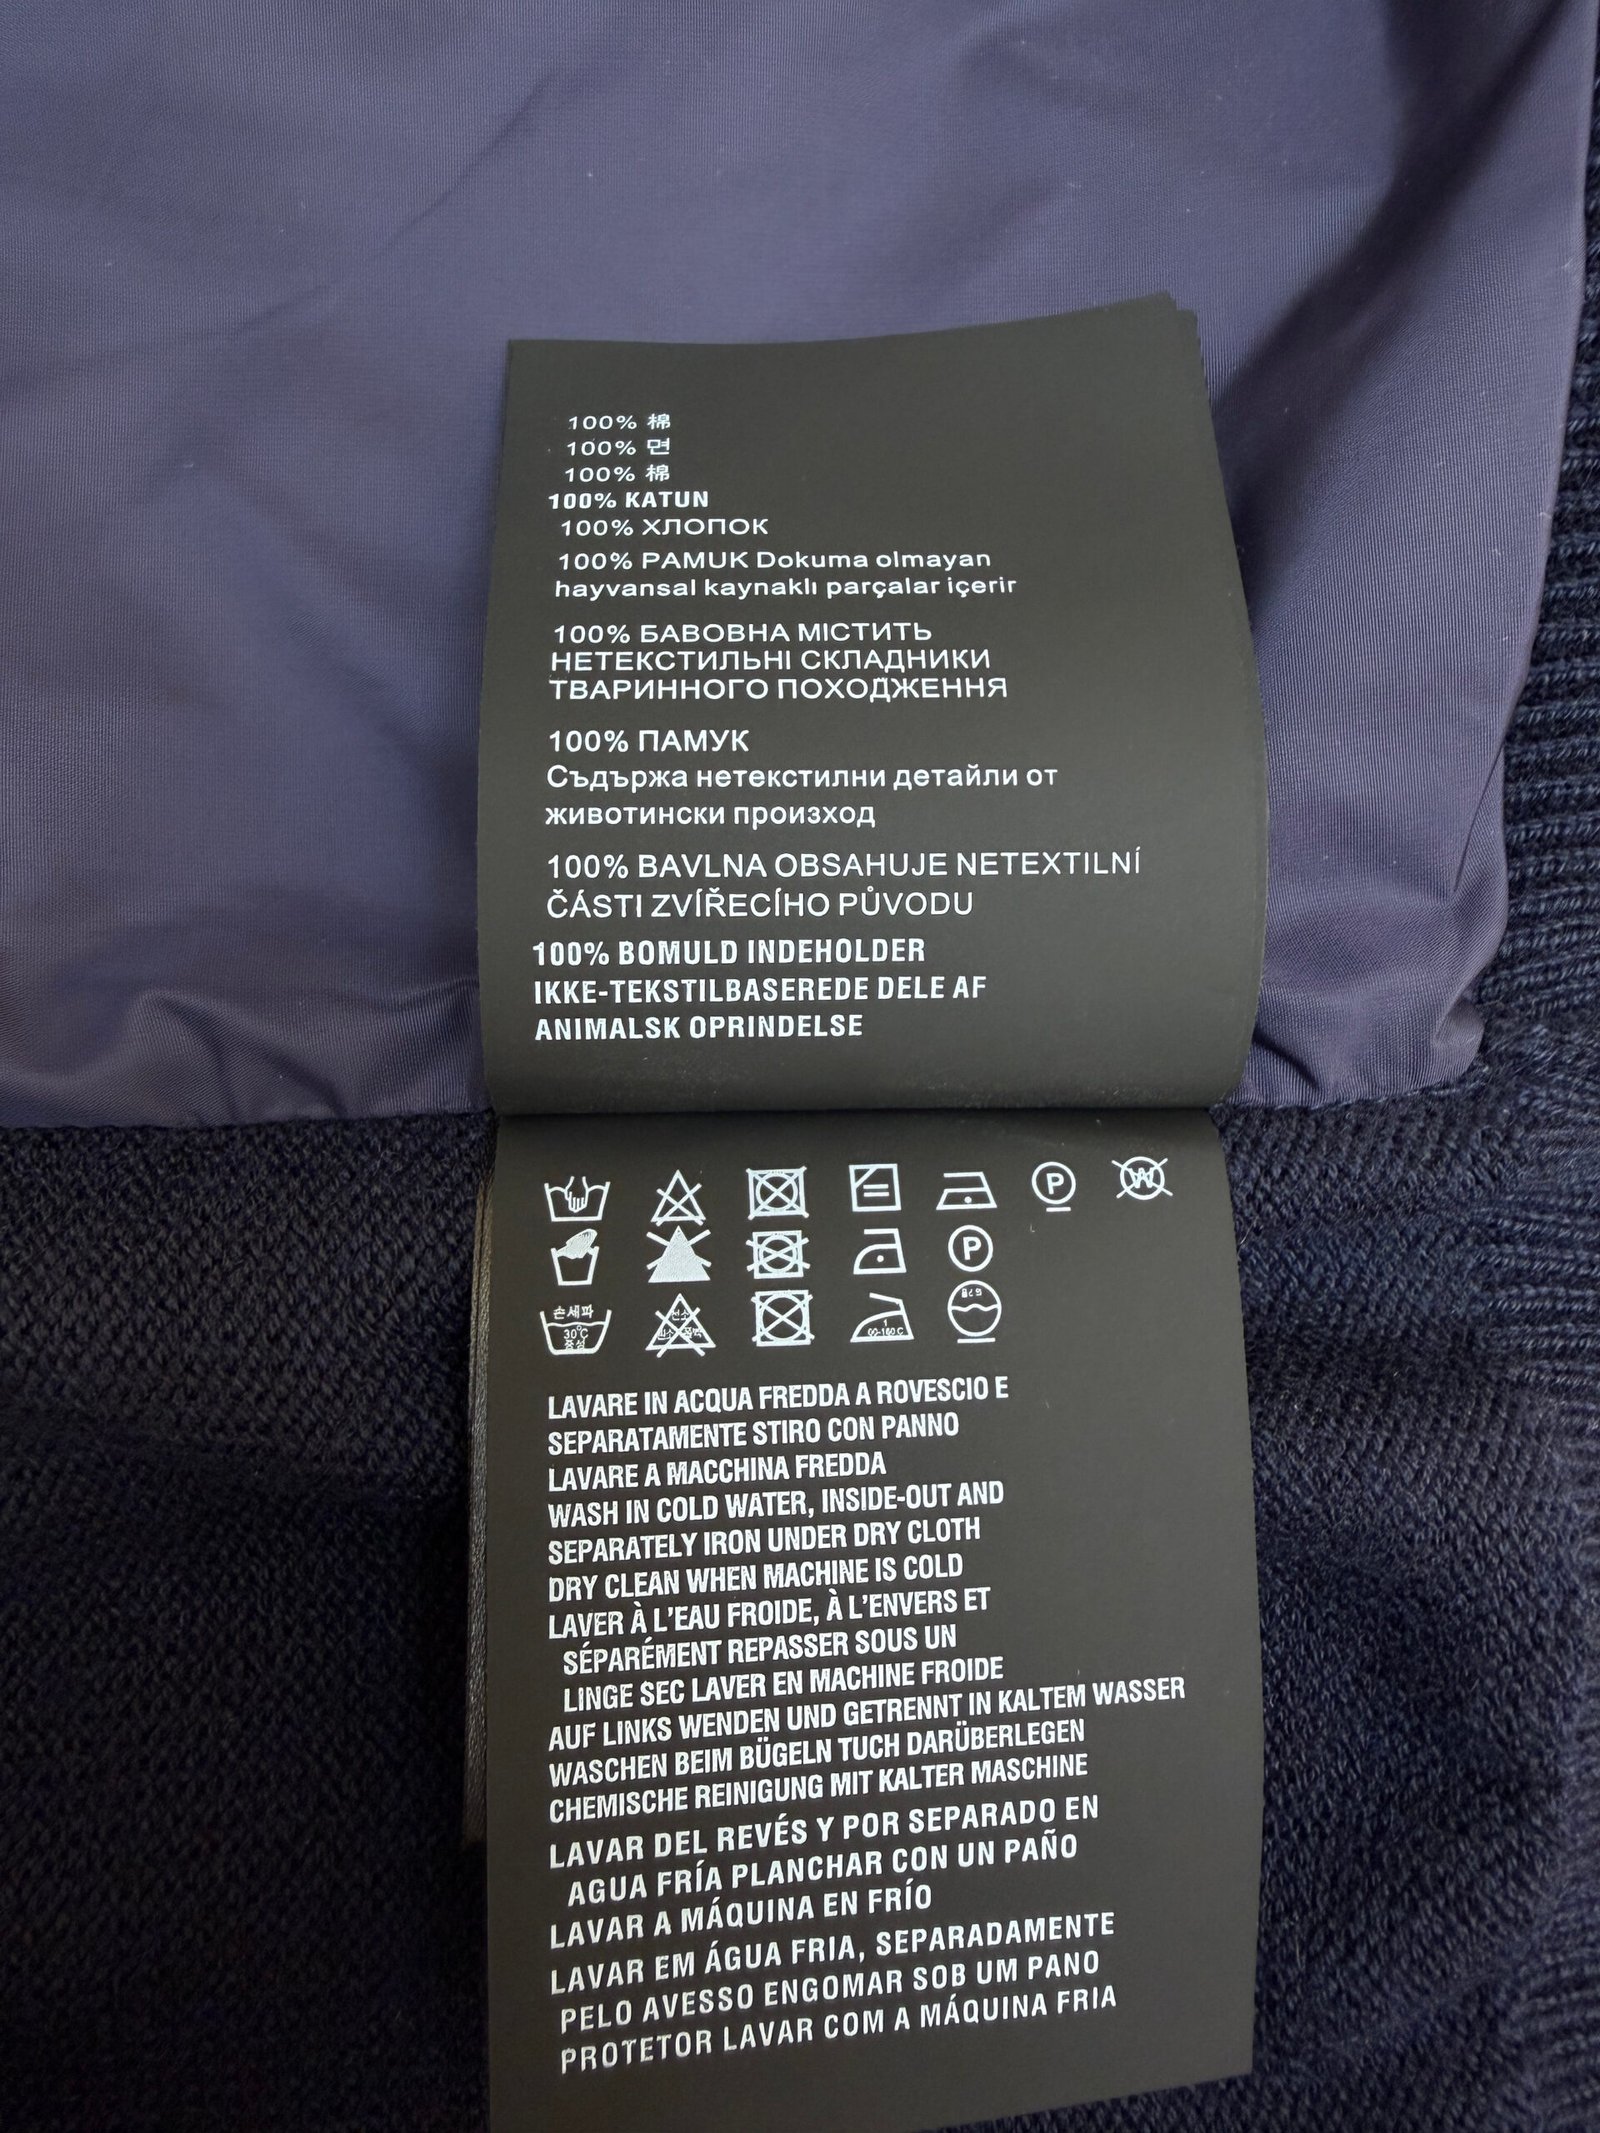 100% 棉
100% 면
100% 棉
100% KATUN
100% ХЛОПОК
100% PAMUK Dokuma olmayan
hayvansal kaynaklı parçalar içerir
100% БАВОВНА МІСТИТЬ
НЕТЕКСТИЛЬНІ СКЛАДНИКИ
ТВАРИННОГО ПОХОДЖЕННЯ
100% ПАМУК
Съдържа нетекстилни детайли от
животински произход
100% BAVLNA OBSAHUJE NETEXTILNÍ
ČÁSTI ZVÍŘECÍHO PŮVODU
100% BOMULD INDEHOLDER
IKKE-TEKSTILBASEREDE DELE AF
ANIMALSK OPRINDELSE
P W
P
손세파
30°C
중성
LAVARE IN ACQUA FREDDA A ROVESCIO E
SEPARATAMENTE STIRO CON PANNO
LAVARE A MACCHINA FREDDA
WASH IN COLD WATER, INSIDE-OUT AND
SEPARATELY IRON UNDER DRY CLOTH
DRY CLEAN WHEN MACHINE IS COLD
LAVER À L'EAU FROIDE, À L'ENVERS ET
SÉPARÉMENT REPASSER SOUS UN
LINGE SEC LAVER EN MACHINE FROIDE
AUF LINKS WENDEN UND GETRENNT IN KALTEM WASSER
WASCHEN BEIM BÜGELN TUCH DARÜBERLEGEN
CHEMISCHE REINIGUNG MIT KALTER MASCHINE
LAVAR DEL REVÉS Y POR SEPARADO EN
AGUA FRÍA PLANCHAR CON UN PAÑO
LAVAR A MÁQUINA EN FRÍO
LAVAR EM ÁGUA FRIA, SEPARADAMENTE
PELO AVESSO ENGOMAR SOB UM PANO
PROTETOR LAVAR COM A MÁQUINA FRIA